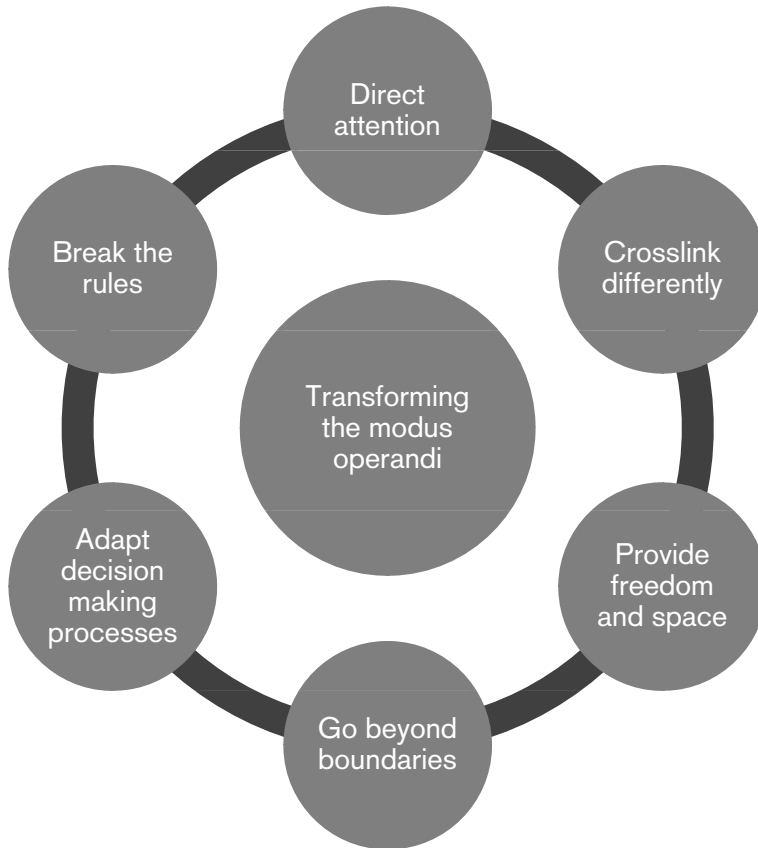 Direct
attention
Crosslink
differently
Provide
freedom
and space
Go beyond
boundaries
Adapt
decision
making
processes
Break the
rules
Transforming
the modus
operandi